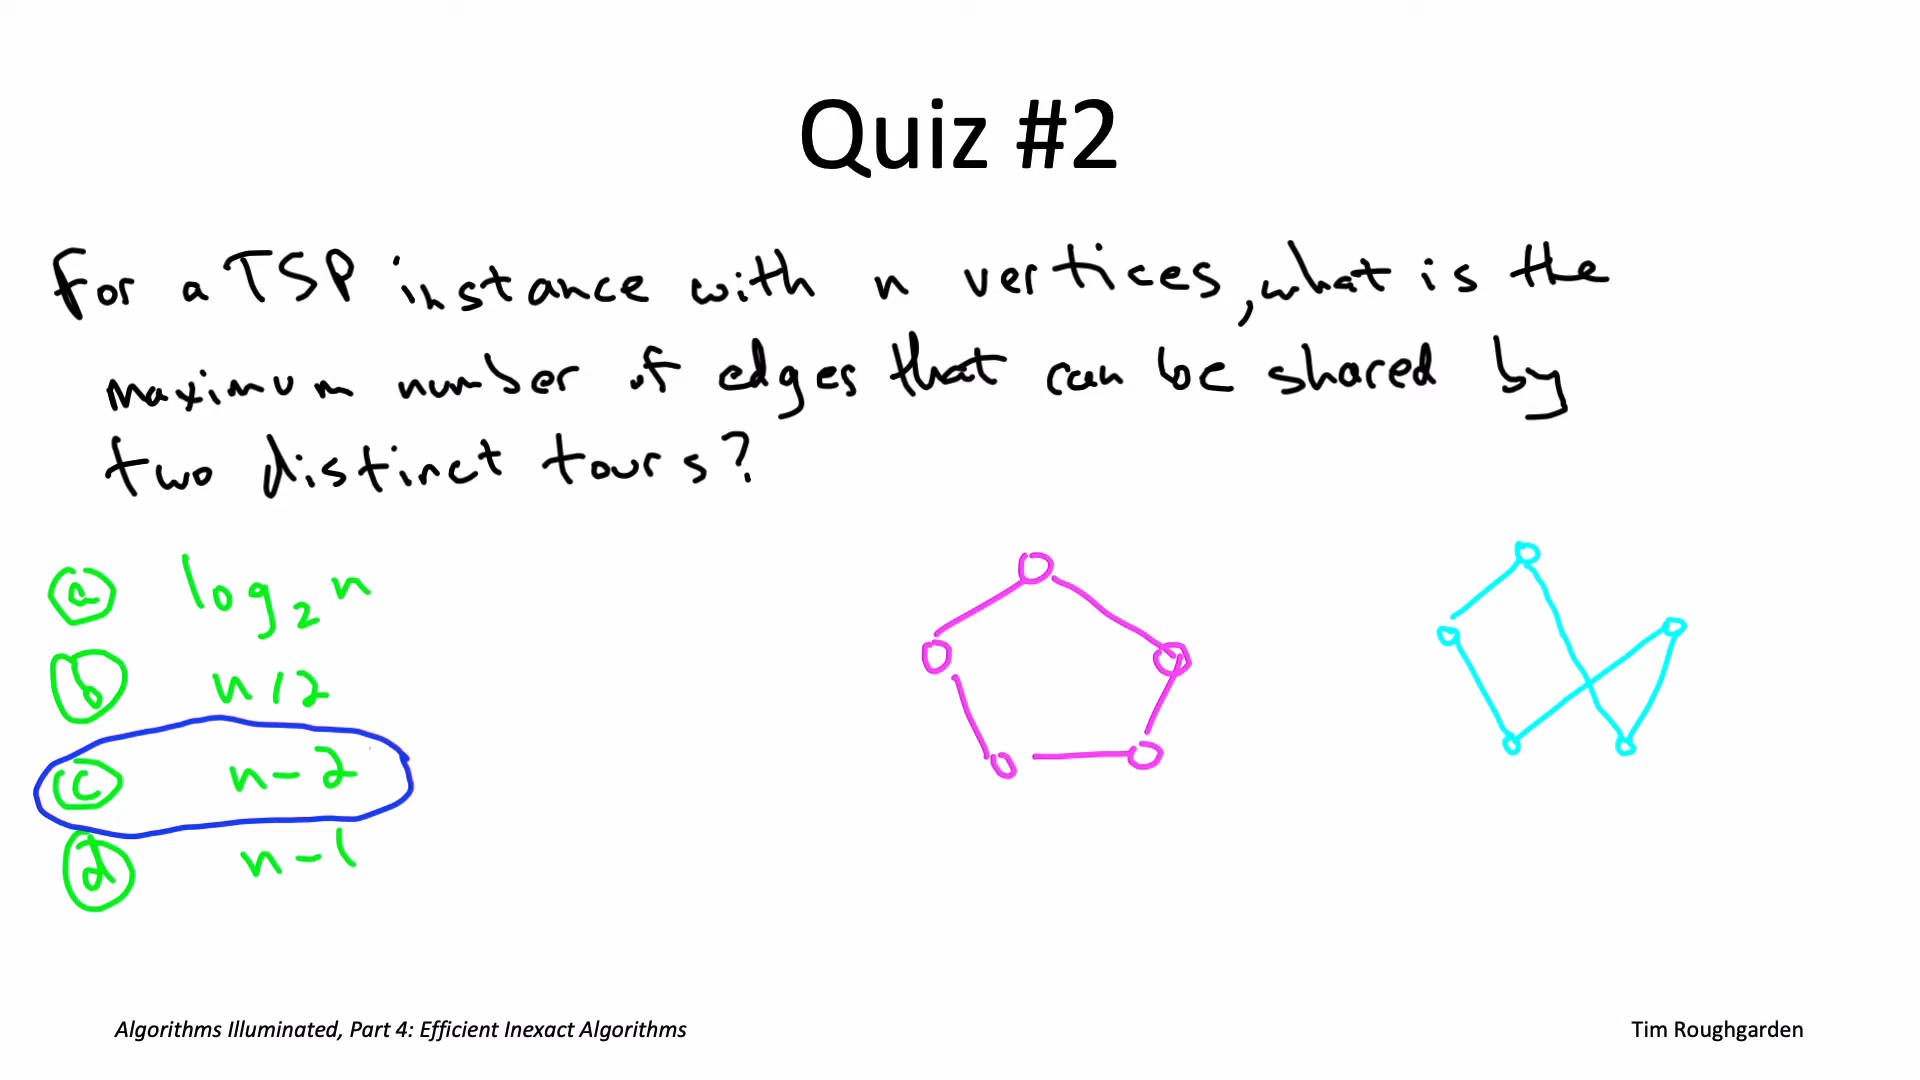 Quiz #2
For a TSP instance with n vertices, what is the
maximum number of edges that can be shared by
two distinct tours?
(a) log₂ n
(b) n/2
(c) n-2
(d) n-1
Algorithms Illuminated, Part 4: Efficient Inexact Algorithms
Tim Roughgarden